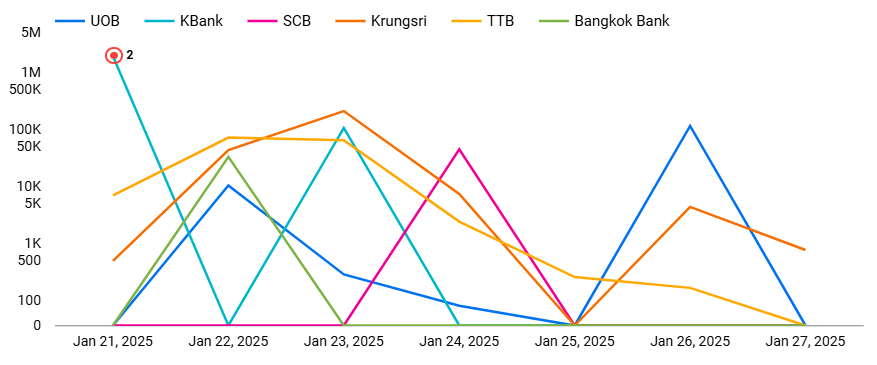 UOB KBank SCB Krungsri TTB Bangkok Bank
5M
2
1M
500K
100K
50K
10K
5K
1K
500
100
0
Jan 21, 2025 Jan 22, 2025 Jan 23, 2025 Jan 24, 2025 Jan 25, 2025 Jan 26, 2025 Jan 27, 2025